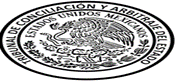 TRIBUNAL DE CONCILIACIÓN Y ARBITRAJE DEL ESTADO
ESTADOS UNIDOS MEXICANOS